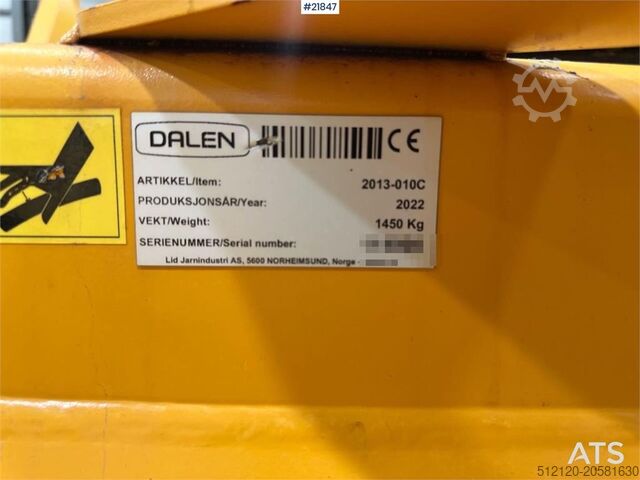 #21847
DALEN CE
ARTIKKEL/Item: 2013-010C
PRODUKSJONSÅR/Year: 2022
VEKT/Weight: 1450 Kg
SERIENUMMER/Serial number:
Lid Jarnindustri AS, 5600 NORHEIMSUND, Norge -
ATS
512120-20581630